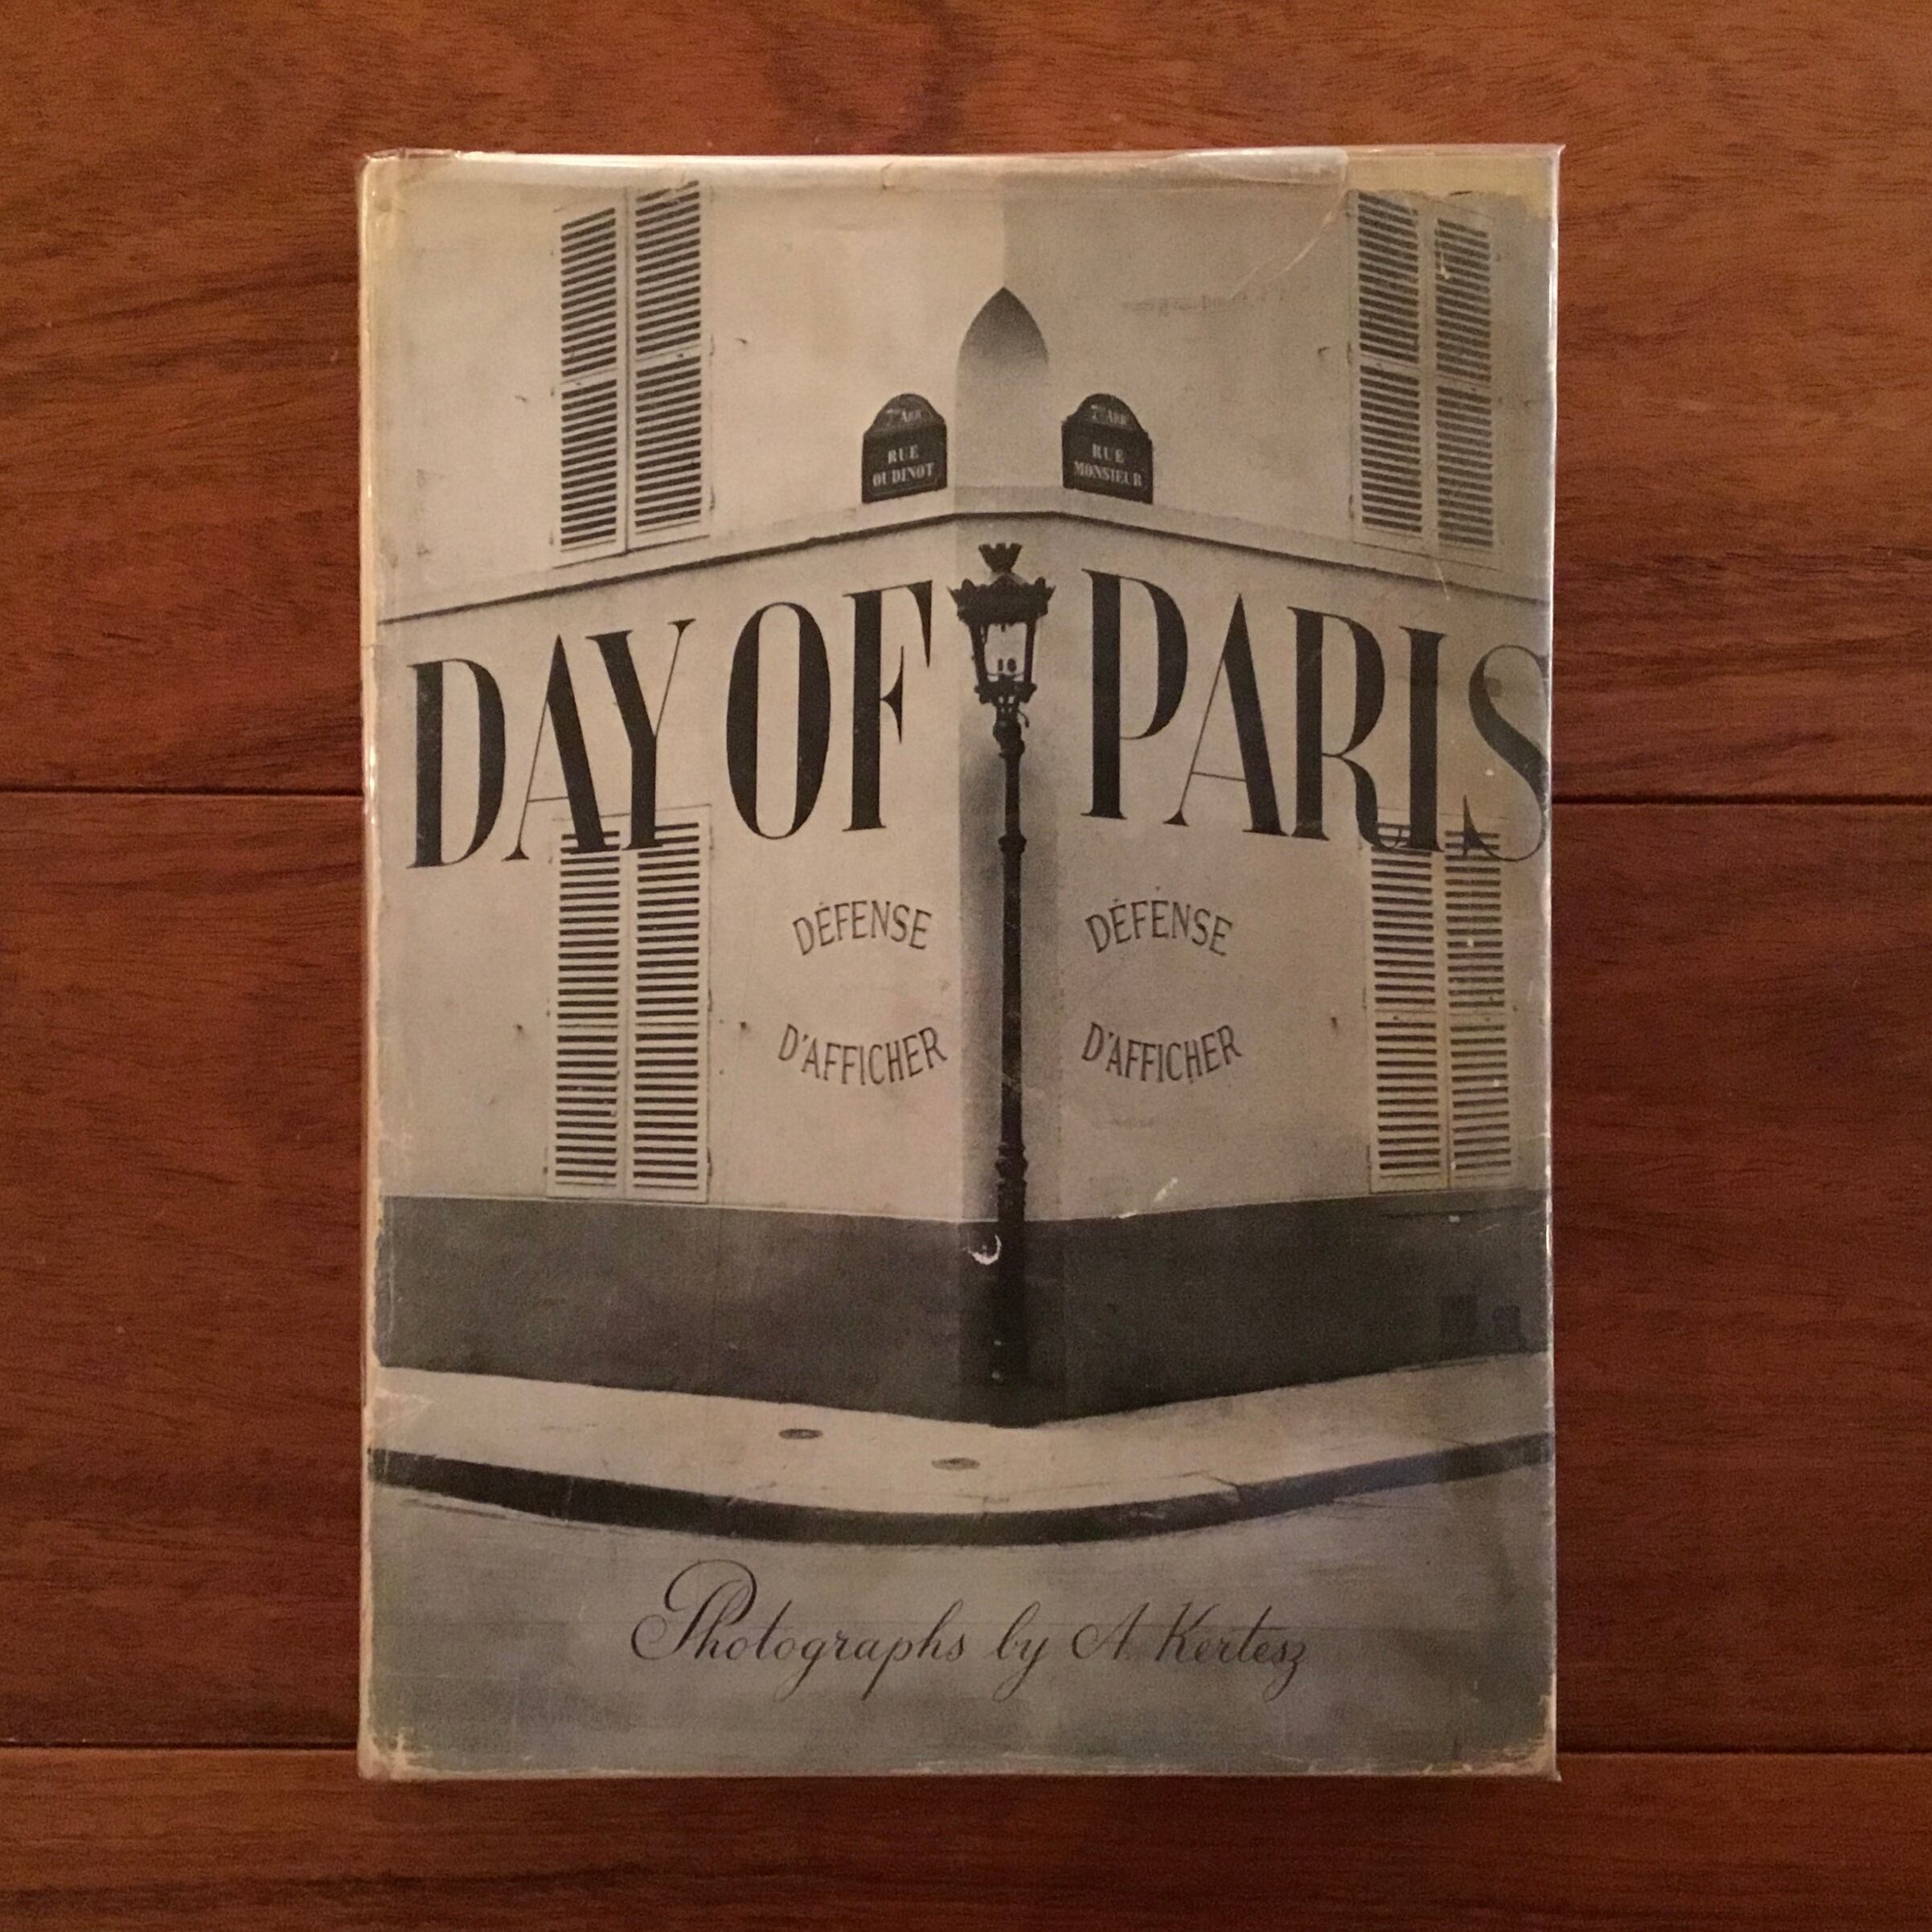 7e Arr
RUE
OUDINOT
7e Arr
RUE
MONSIEUR
DAY OF PARIS
DÉFENSE
D'AFFICHER
DÉFENSE
D'AFFICHER
Photographs by A. Kertesz